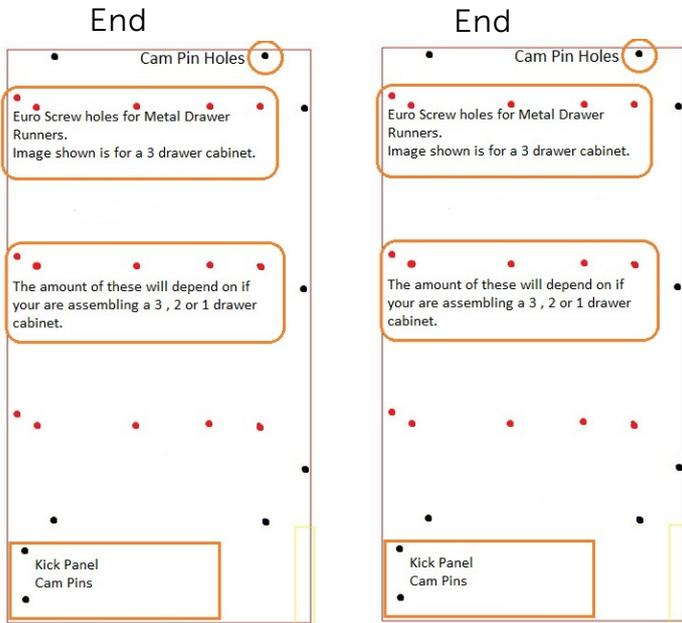 End
Cam Pin Holes
Euro Screw holes for Metal Drawer
Runners.
Image shown is for a 3 drawer cabinet.
The amount of these will depend on if
your are assembling a 3 , 2 or 1 drawer
cabinet.
Kick Panel
Cam Pins
End
Cam Pin Holes
Euro Screw holes for Metal Drawer
Runners.
Image shown is for a 3 drawer cabinet.
The amount of these will depend on if
your are assembling a 3 , 2 or 1 drawer
cabinet.
Kick Panel
Cam Pins